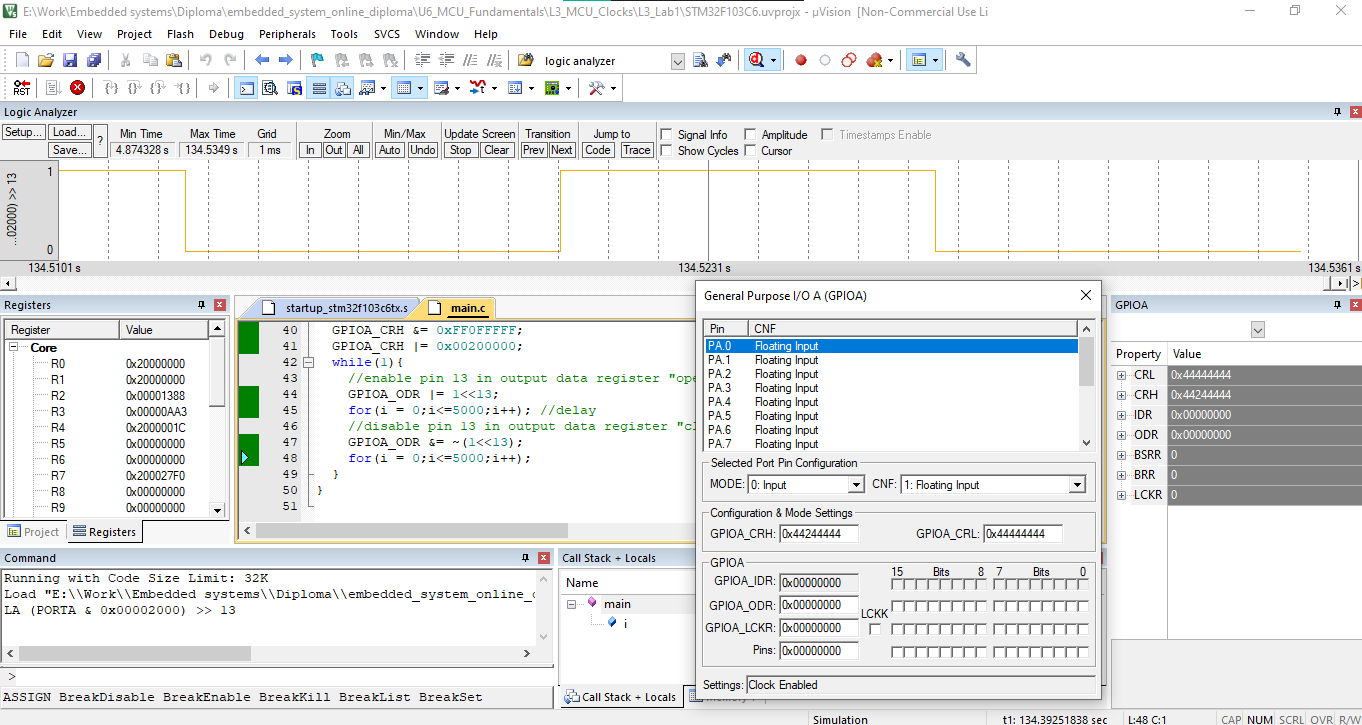 E:\Work\Embedded systems\Diploma\embedded_system_online_diploma\U6_MCU_Fundamentals\L3_MCU_Clocks\L3_Lab1\STM32F103C6.uvprojx - µVision [Non-Commercial Use Li
File Edit View Project Flash Debug Peripherals Tools SVCS Window Help
logic analyzer
RST
Logic Analyzer
Setup... Load... Save... ?
Min Time Max Time Grid Zoom Min/Max Update Screen Transition Jump to Signal Info Amplitude Timestamps Enable
4.874328 s 134.5349 s 1 ms In Out All Auto Undo Stop Clear Prev Next Code Trace Show Cycles Cursor
...02000) >> 13
1
0
134.5101 s 134.5231 s 134.5361 s
Registers
Register Value
Core
R0 0x20000000
R1 0x20000000
R2 0x00001388
R3 0x00000AA3
R4 0x2000001C
R5 0x00000000
R6 0x00000000
R7 0x200027F0
R8 0x00000000
R9 0x00000000
Project Registers
startup_stm32f103c6tx.s main.c
40 GPIOA_CRH &= 0xFF0FFFFF;
41 GPIOA_CRH |= 0x00200000;
42 while(1){
43 //enable pin 13 in output data register "ope
44 GPIOA_ODR |= 1<<13;
45 for(i = 0;i<=5000;i++); //delay
46 //disable pin 13 in output data register "cl
47 GPIOA_ODR &= ~(1<<13);
48 for(i = 0;i<=5000;i++);
49 }
50 }
51
General Purpose I/O A (GPIOA)
Pin CNF
PA.0 Floating Input
PA.1 Floating Input
PA.2 Floating Input
PA.3 Floating Input
PA.4 Floating Input
PA.5 Floating Input
PA.6 Floating Input
PA.7 Floating Input
Selected Port Pin Configuration
MODE: 0: Input CNF: 1: Floating Input
Configuration & Mode Settings
GPIOA_CRH: 0x44244444 GPIOA_CRL: 0x44444444
GPIOA
15 Bits 8 7 Bits 0
GPIOA_IDR: 0x00000000
GPIOA_ODR: 0x00000000
LCKK
GPIOA_LCKR: 0x00000000
Pins: 0x00000000
Settings: Clock Enabled
GPIOA
Property Value
CRL 0x44444444
CRH 0x44244444
IDR 0x00000000
ODR 0x00000000
BSRR 0
BRR 0
LCKR 0
Command
Running with Code Size Limit: 32K
Load "E:\\Work\\Embedded systems\\Diploma\\embedded_system_online_d
LA (PORTA & 0x00002000) >> 13
>
ASSIGN BreakDisable BreakEnable BreakKill BreakList BreakSet
Call Stack + Locals
Name
main
i
Call Stack + Locals
Simulation t1: 134.39251838 sec L:48 C:1 CAP NUM SCRL OVR R/W